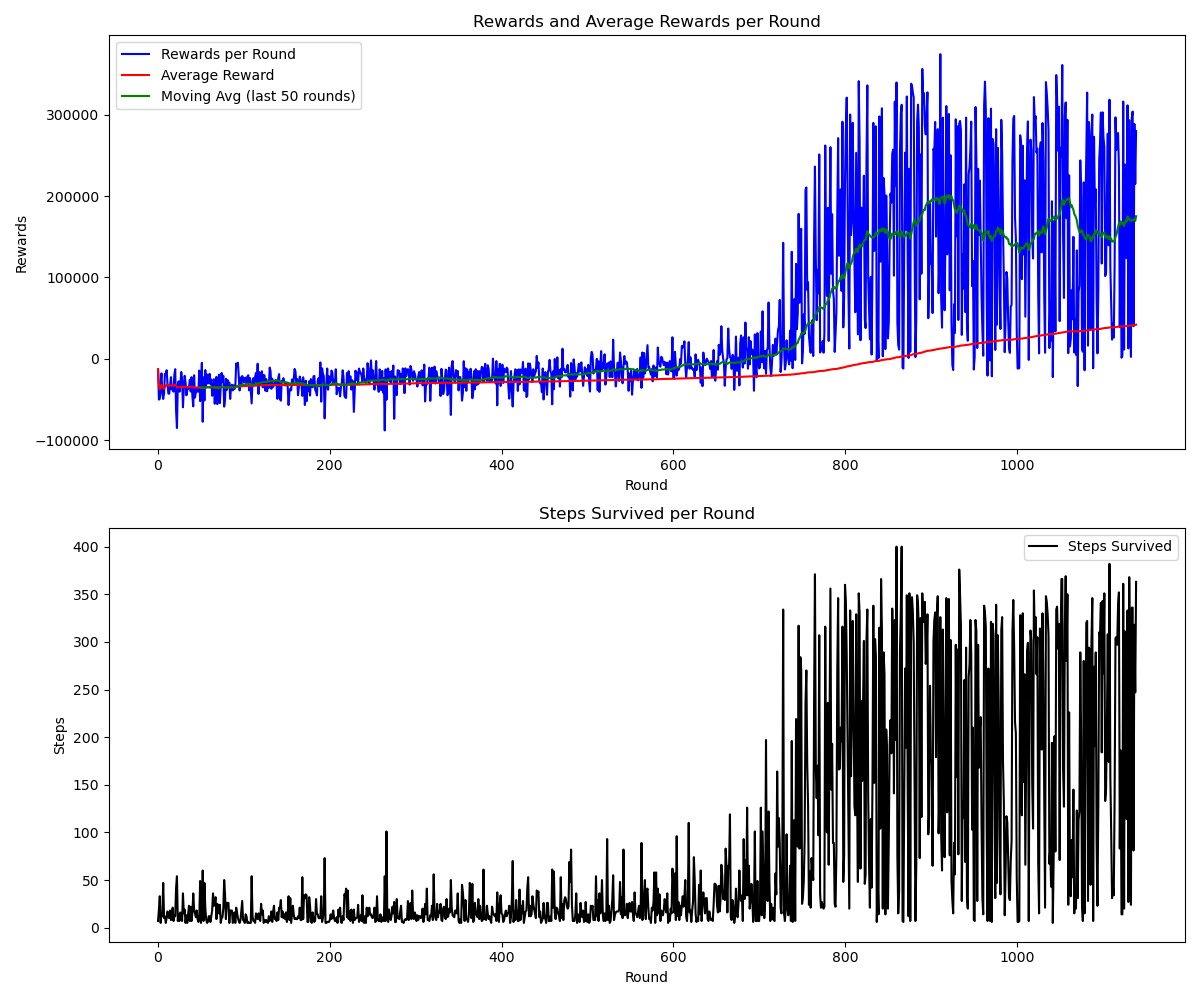 Rewards and Average Rewards per Round
Rewards per Round
Average Reward
Moving Avg (last 50 rounds)
300000
200000
100000
0
−100000
Rewards
0 200 400 600 800 1000
Round
Steps Survived per Round
Steps Survived
400
350
300
250
200
150
100
50
0
Steps
0 200 400 600 800 1000
Round